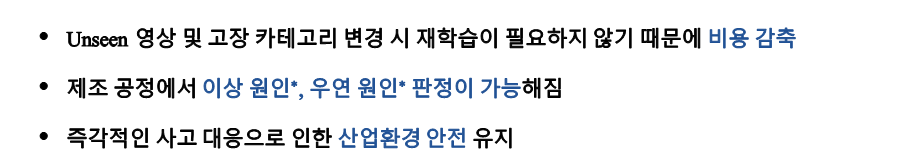 • Unseen 영상 및 고장 카테고리 변경 시 재학습이 필요하지 않기 때문에 비용 감축
• 제조 공정에서 이상 원인*, 우연 원인* 판정이 가능해짐
• 즉각적인 사고 대응으로 인한 산업환경 안전 유지